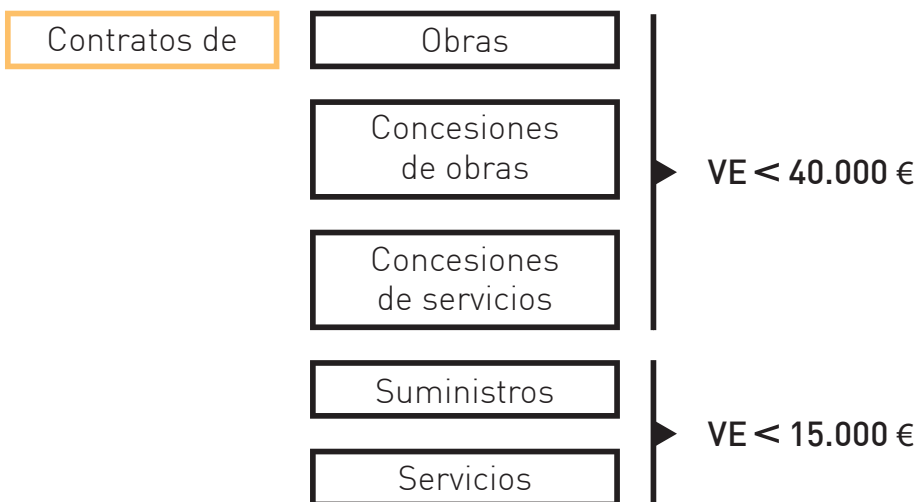 Contratos de
Obras
Concesiones
de obras
Concesiones
de servicios
VE < 40.000 €
Suministros
Servicios
VE < 15.000 €